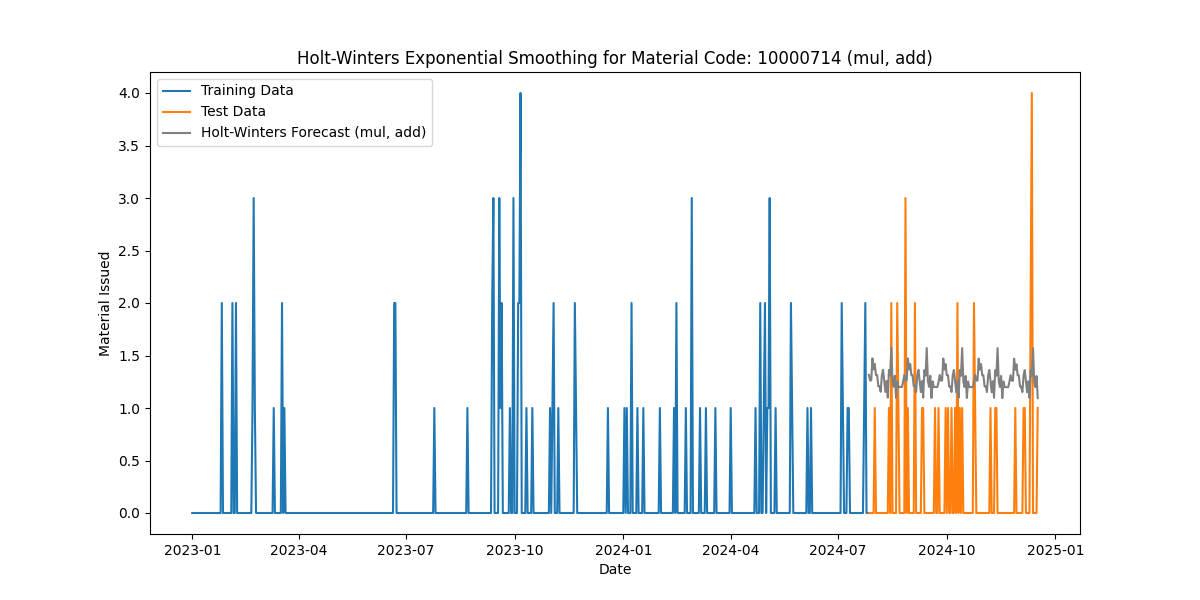 Holt-Winters Exponential Smoothing for Material Code: 10000714 (mul, add)
Training Data
Test Data
Holt-Winters Forecast (mul, add)
Material Issued
4.0
3.5
3.0
2.5
2.0
1.5
1.0
0.5
0.0
2023-01 2023-04 2023-07 2023-10 2024-01 2024-04 2024-07 2024-10 2025-01
Date